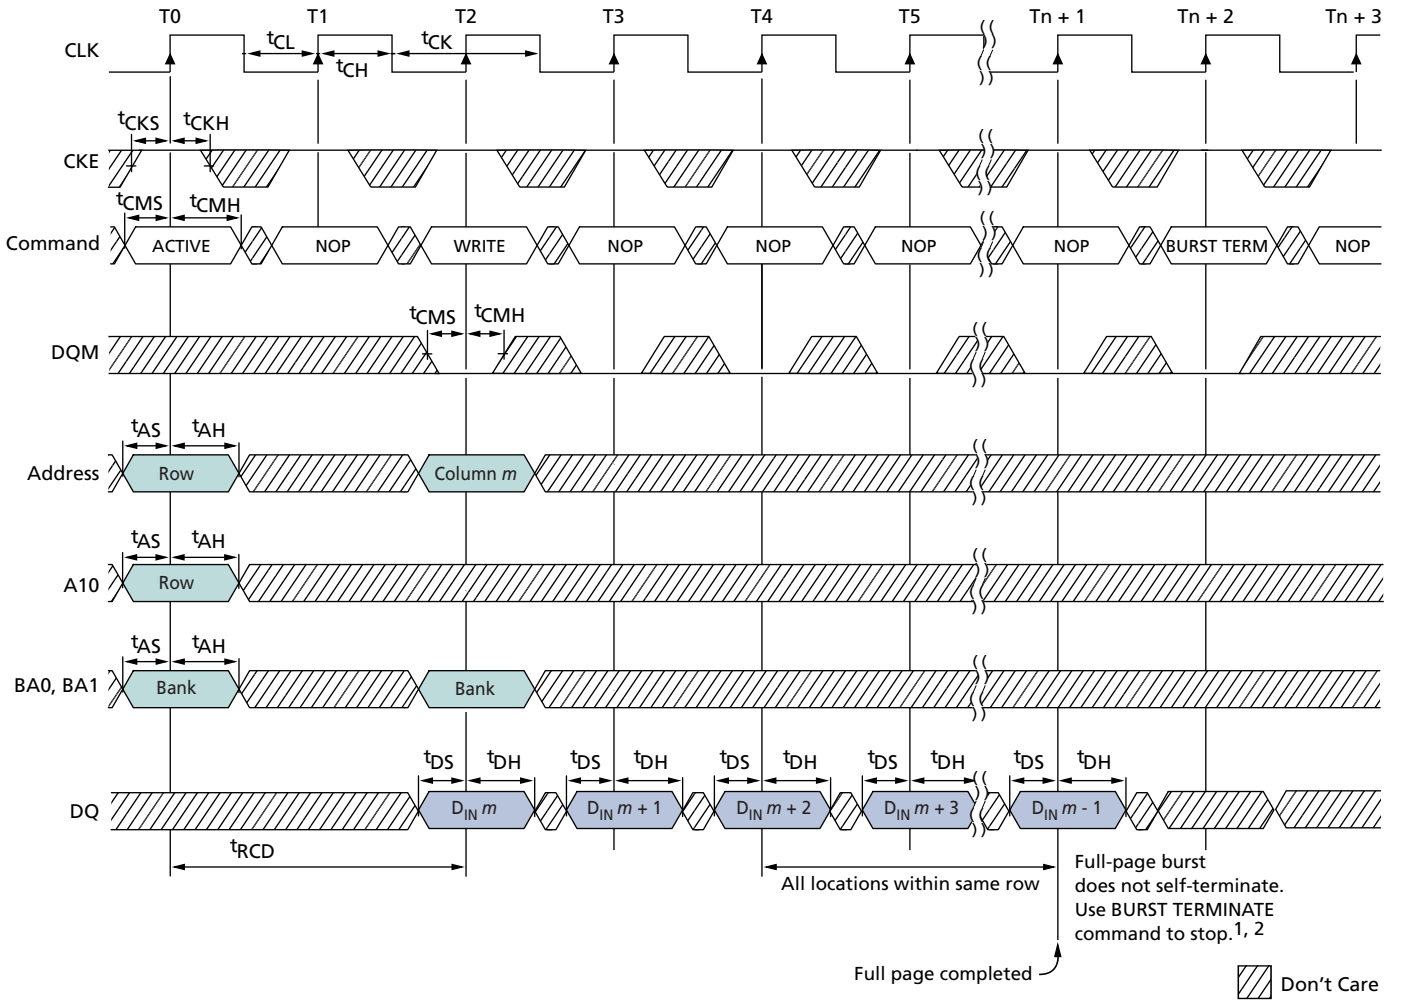 T0 T1 T2 T3 T4 T5 Tn + 1 Tn + 2 Tn + 3
CLK
tCL tCK
tCH
tCKS tCKH
CKE
tCMS tCMH
Command ACTIVE NOP WRITE NOP NOP NOP NOP BURST TERM NOP
tCMS tCMH
DQM
tAS tAH
Address Row Column m
tAS tAH
A10 Row
tAS tAH
BA0, BA1 Bank Bank
tDS tDH tDS tDH tDS tDH tDS tDH tDS tDH
DQ DIN m DIN m + 1 DIN m + 2 DIN m + 3 DIN m - 1
tRCD
All locations within same row
Full-page burst
does not self-terminate.
Use BURST TERMINATE
command to stop.1, 2
Full page completed
Don't Care